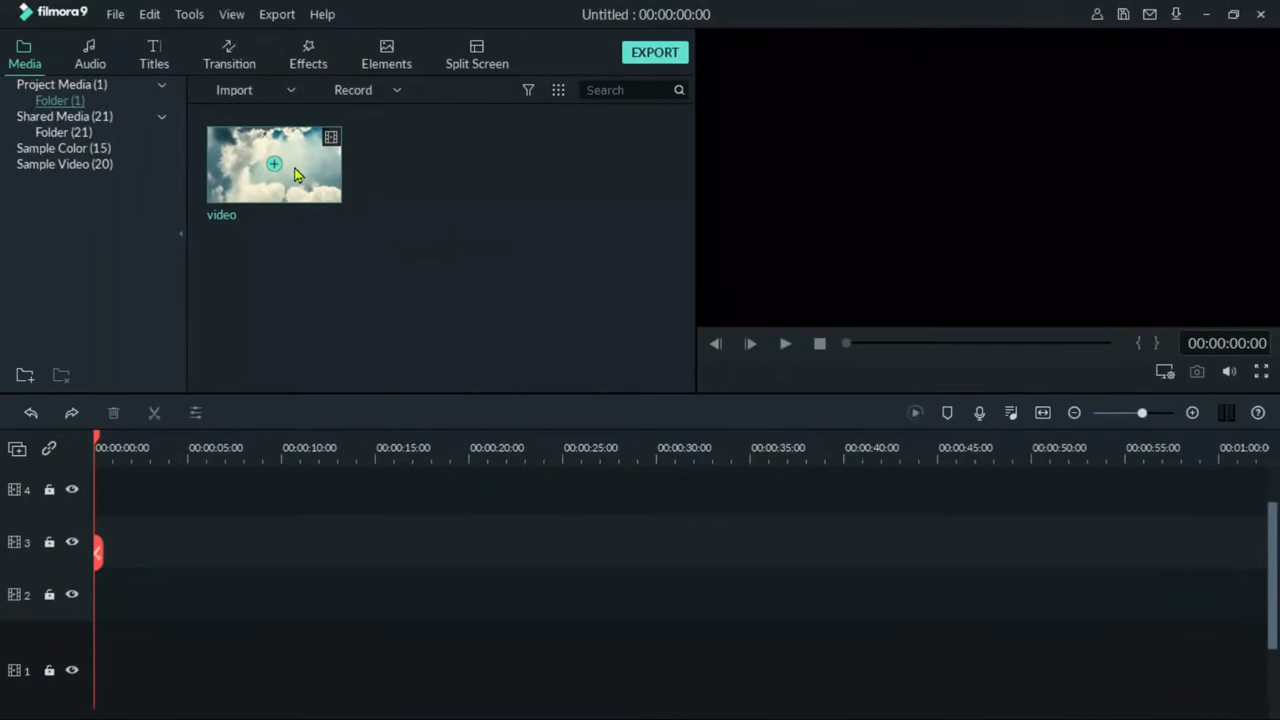 filmora9 File Edit Tools View Export Help Untitled : 00:00:00:00
Media Audio Titles Transition Effects Elements Split Screen EXPORT
Project Media (1)
Folder (1)
Shared Media (21)
Folder (21)
Sample Color (15)
Sample Video (20)
Import Record Search
video
00:00:00:00
00:00:00:00 00:00:05:00 00:00:10:00 00:00:15:00 00:00:20:00 00:00:25:00 00:00:30:00 00:00:35:00 00:00:40:00 00:00:45:00 00:00:50:00 00:00:55:00 00:01:00:0
4
3
2
1